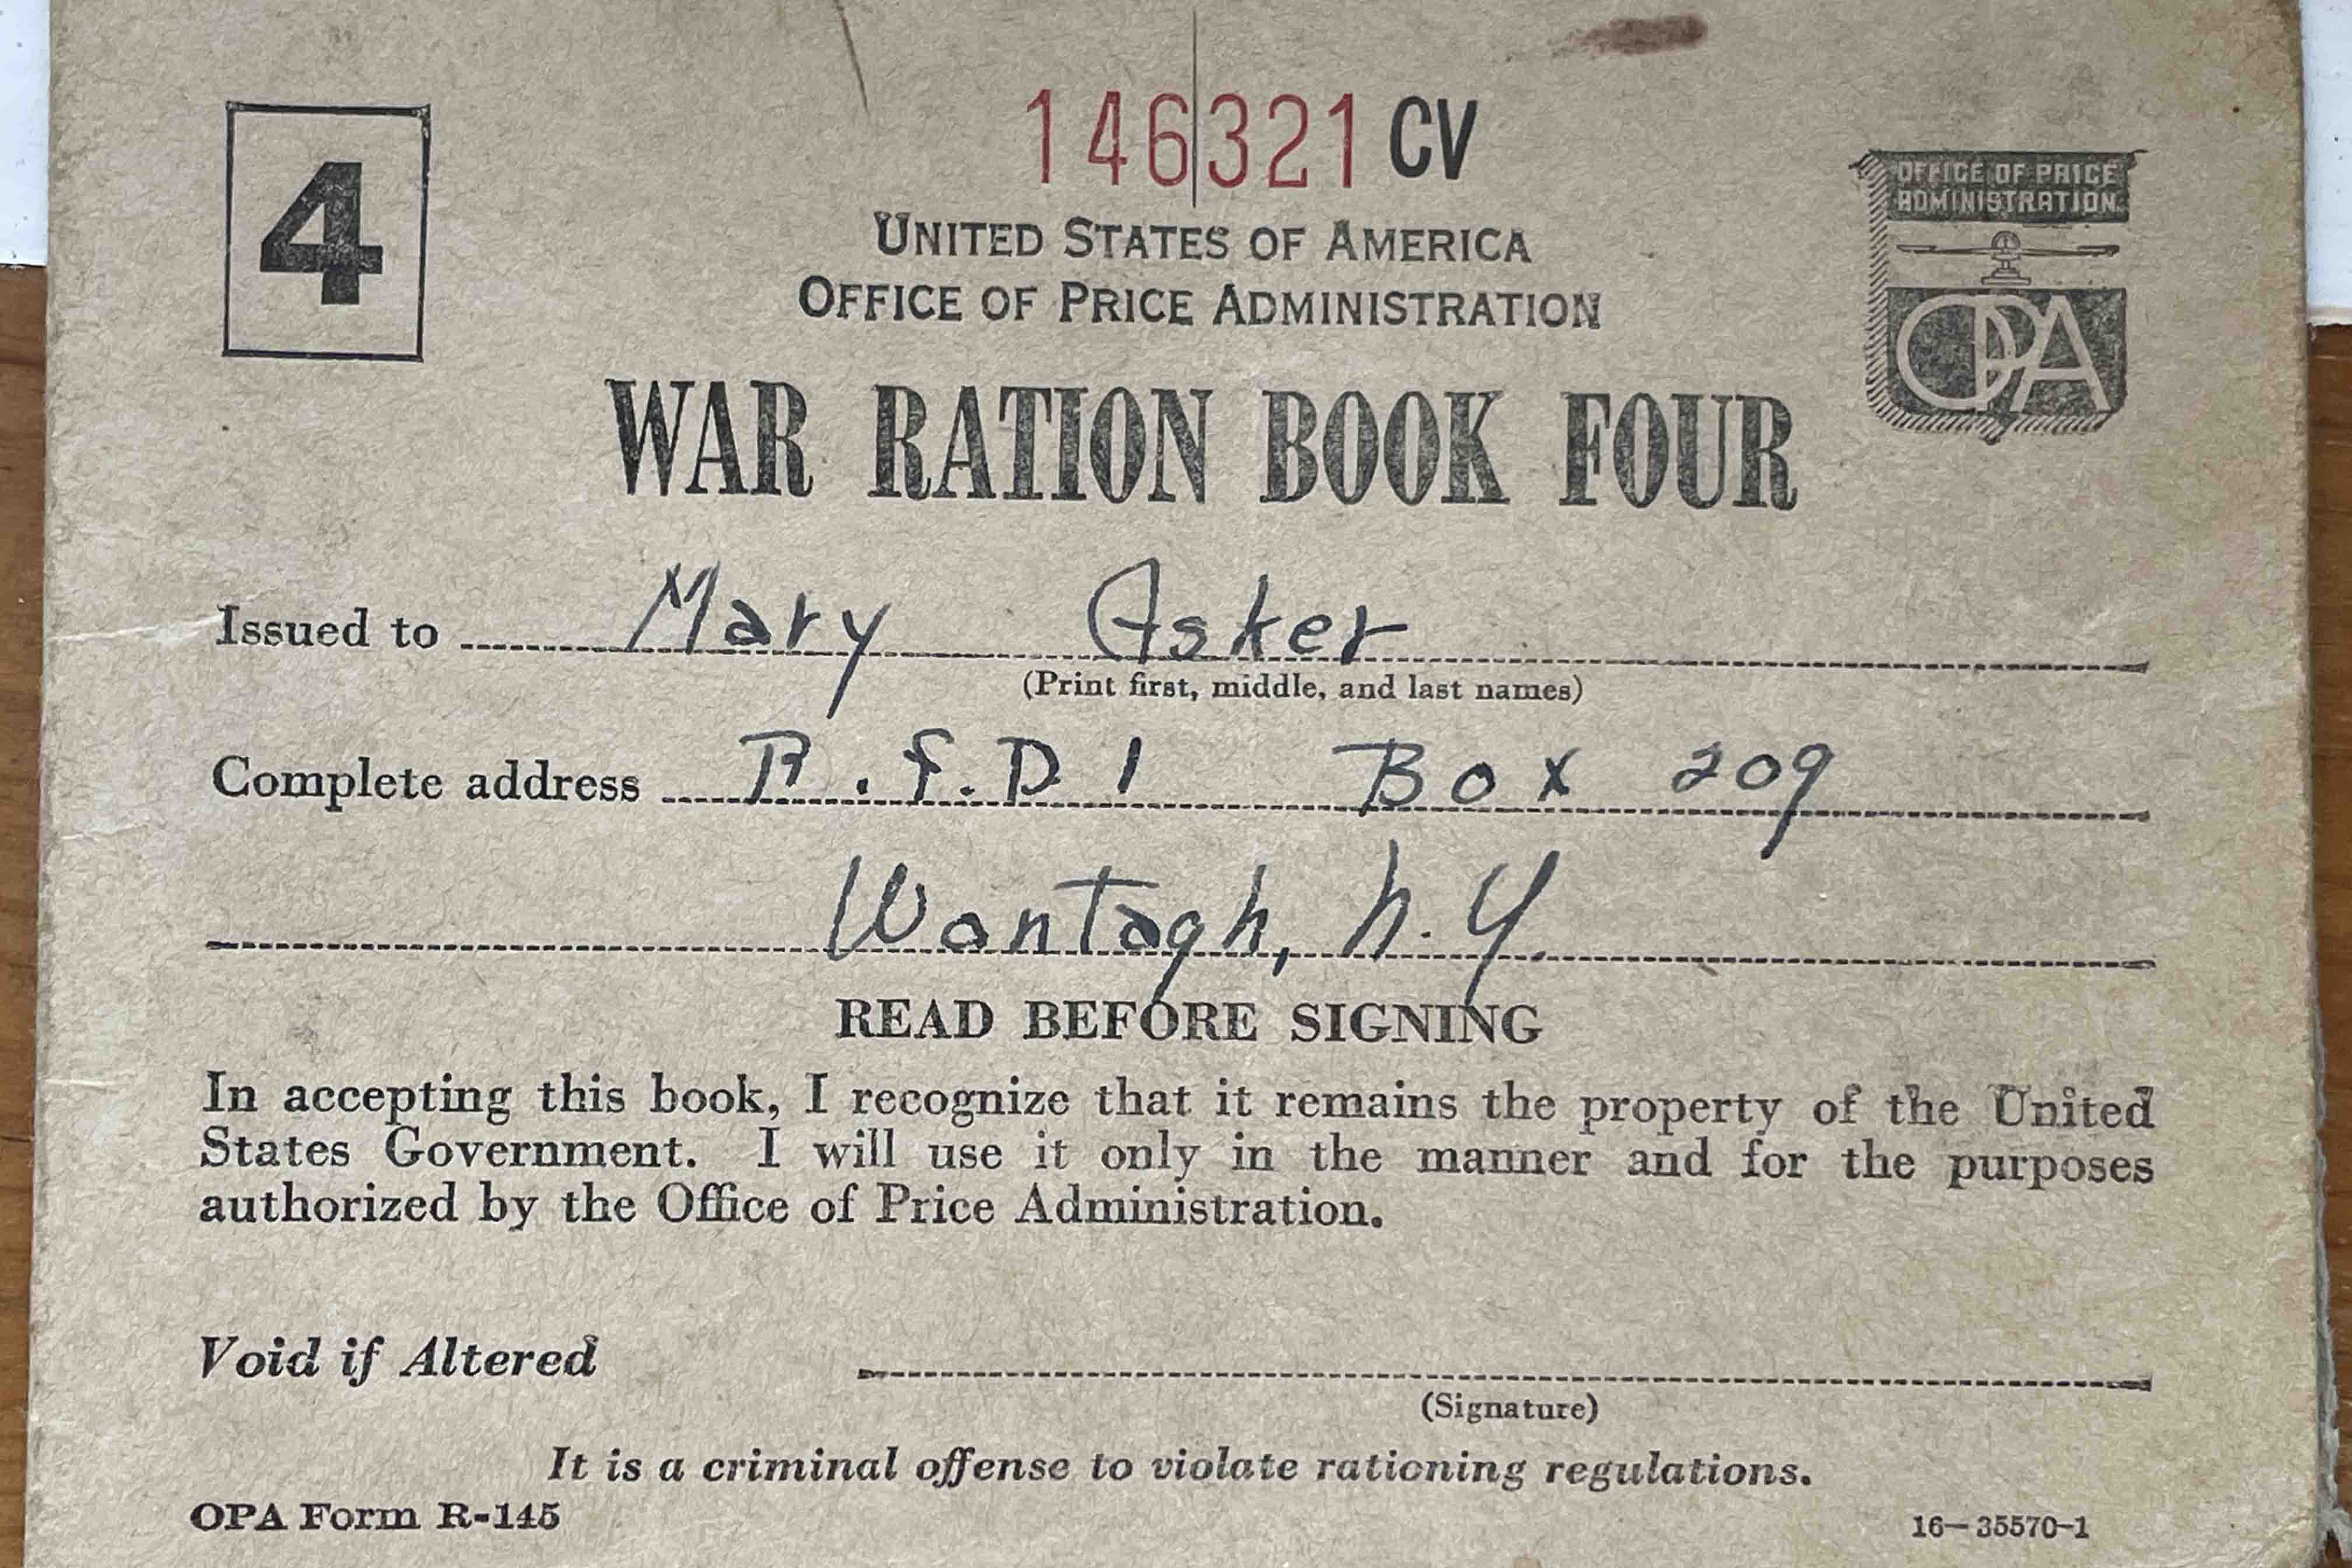 4
146321 CV
UNITED STATES OF AMERICA
OFFICE OF PRICE ADMINISTRATION
OFFICE OF PRICE
ADMINISTRATION
OPA
WAR RATION BOOK FOUR
Issued to Mary Asker
(Print first, middle, and last names)
Complete address R.F.D. 1 Box 209
Wantagh, N.Y.
READ BEFORE SIGNING
In accepting this book, I recognize that it remains the property of the United
States Government. I will use it only in the manner and for the purposes
authorized by the Office of Price Administration.
Void if Altered
(Signature)
It is a criminal offense to violate rationing regulations.
OPA Form R-145
16—35570-1